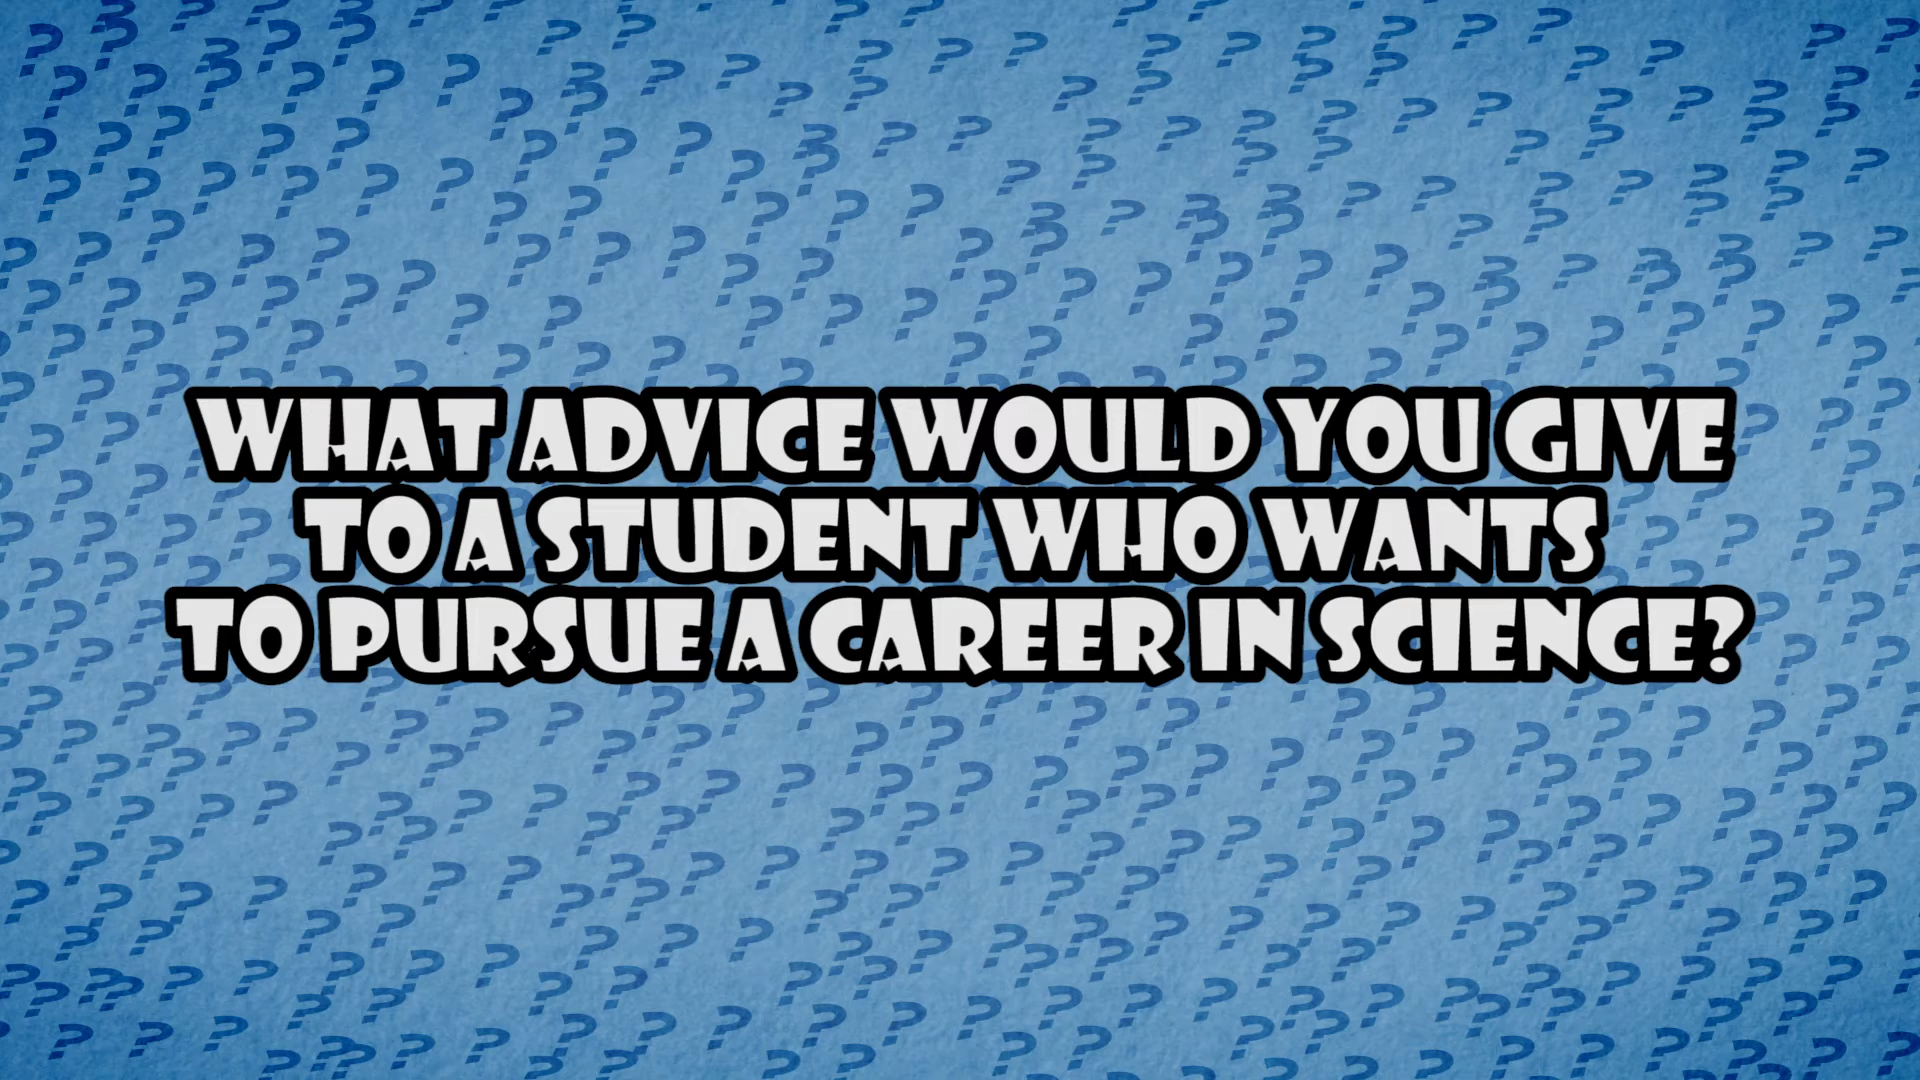 WHAT ADVICE WOULD YOU GIVE
TO A STUDENT WHO WANTS
TO PURSUE A CAREER IN SCIENCE?